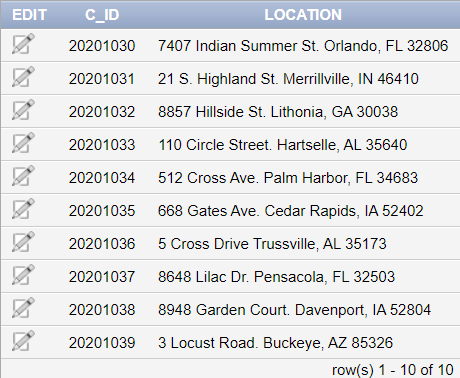 EDIT C_ID LOCATION
20201030 7407 Indian Summer St. Orlando, FL 32806
20201031 21 S. Highland St. Merrillville, IN 46410
20201032 8857 Hillside St. Lithonia, GA 30038
20201033 110 Circle Street. Hartselle, AL 35640
20201034 512 Cross Ave. Palm Harbor, FL 34683
20201035 668 Gates Ave. Cedar Rapids, IA 52402
20201036 5 Cross Drive Trussville, AL 35173
20201037 8648 Lilac Dr. Pensacola, FL 32503
20201038 8948 Garden Court. Davenport, IA 52804
20201039 3 Locust Road. Buckeye, AZ 85326
row(s) 1 - 10 of 10